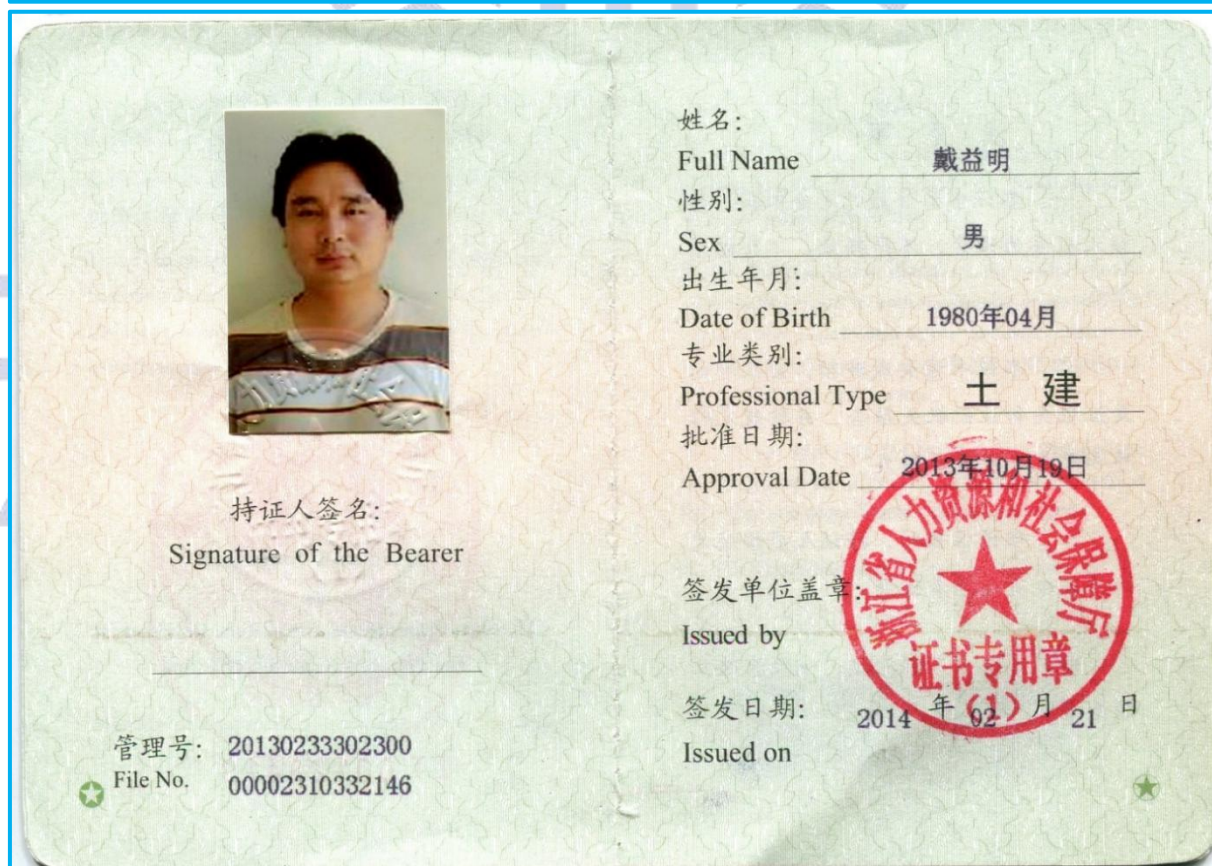 持证人签名:
Signature of the Bearer
管理号: 20130233302300
File No. 00002310332146
姓名:
Full Name 戴益明
性别:
Sex 男
出生年月:
Date of Birth 1980年04月
专业类别:
Professional Type 土 建
批准日期:
Approval Date 2013年10月19日
浙江省人力资源和社会保障厅
证书专用章
(1)
签发单位盖章:
Issued by
签发日期: 2014 年 02 月 21 日
Issued on